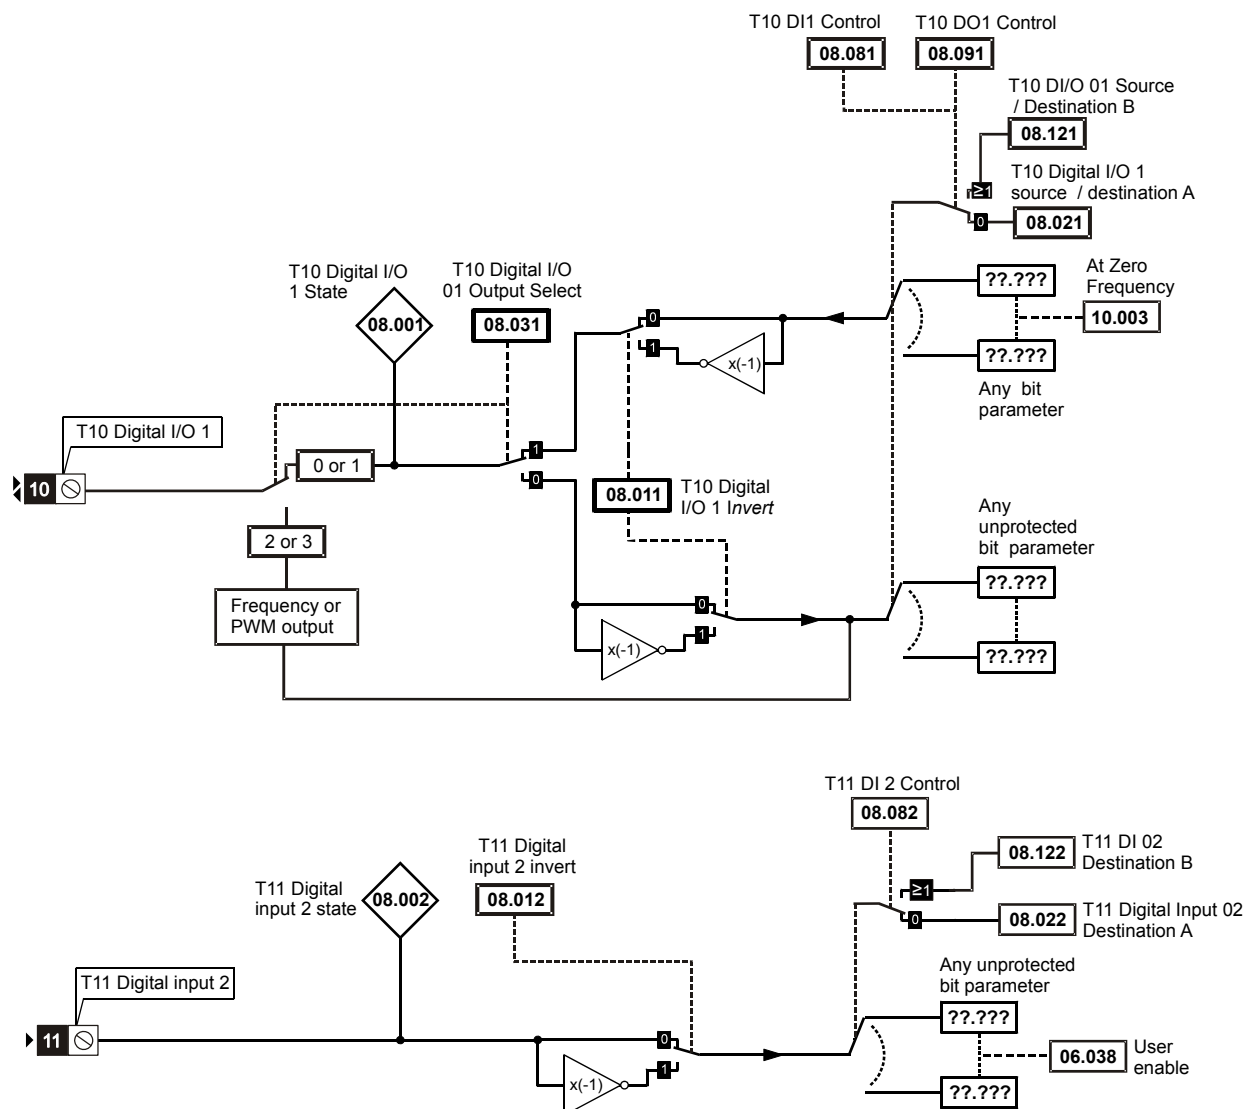 T10 DI1 Control
T10 DO1 Control
08.081
08.091
T10 DI/O 01 Source
/ Destination B
08.121
≥1
T10 Digital I/O 1
source / destination A
0
08.021
T10 Digital I/O
1 State
08.001
T10 Digital I/O
01 Output Select
08.031
0
1
x(-1)
??.???
??.???
At Zero
Frequency
10.003
Any bit
parameter
T10 Digital I/O 1
10
0 or 1
1
0
08.011
T10 Digital
I/O 1 Invert
2 or 3
Frequency or
PWM output
Any
unprotected
bit parameter
??.???
??.???
0
1
x(-1)
T11 DI 2 Control
08.082
T11 Digital
input 2 state
08.002
T11 Digital
input 2 invert
08.012
≥1
08.122
T11 DI 02
Destination B
0
08.022
T11 Digital Input 02
Destination A
T11 Digital input 2
11
0
1
x(-1)
Any unprotected
bit parameter
??.???
??.???
06.038
User
enable